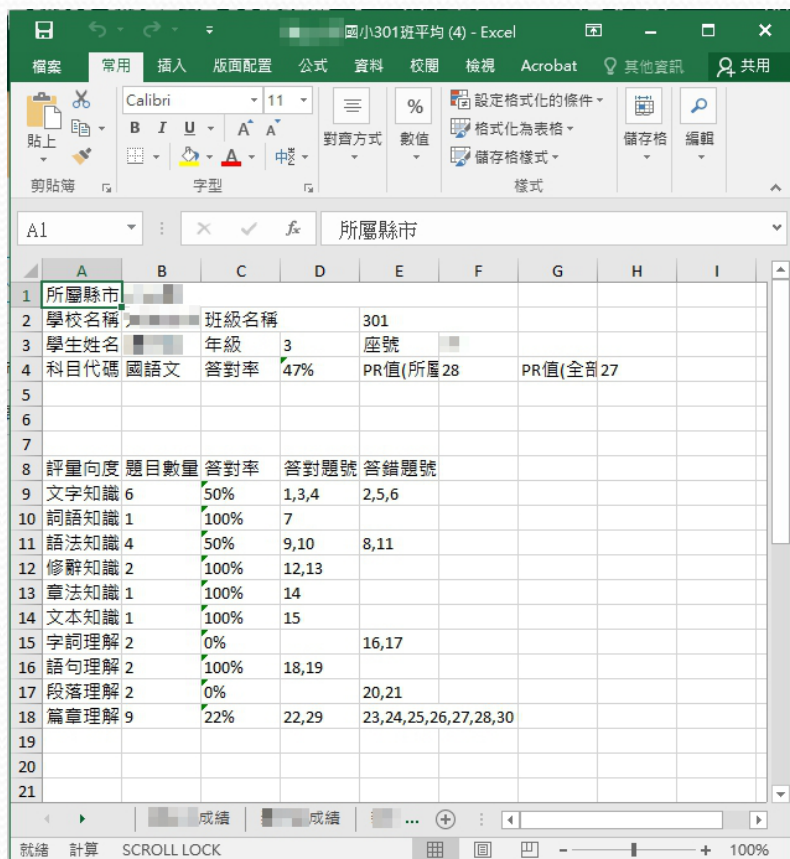 國小301班平均 (4) - Excel
檔案 常用 插入 版面配置 公式 資料 校閱 檢視 Acrobat 其他資訊 共用
貼上 Calibri 11 B I U A A A 中 對齊方式 % 數值 設定格式化的條件 格式化為表格 儲存格樣式 儲存格 編輯
剪貼簿 字型 樣式
A1 fx 所屬縣市
A B C D E F G H I
1 所屬縣市
2 學校名稱 班級名稱 301
3 學生姓名 年級 3 座號
4 科目代碼 國語文 答對率 47% PR值(所屬 28 PR值(全部 27
5
6
7
8 評量向度 題目數量 答對率 答對題號 答錯題號
9 文字知識 6 50% 1,3,4 2,5,6
10 詞語知識 1 100% 7
11 語法知識 4 50% 9,10 8,11
12 修辭知識 2 100% 12,13
13 章法知識 1 100% 14
14 文本知識 1 100% 15
15 字詞理解 2 0% 16,17
16 語句理解 2 100% 18,19
17 段落理解 2 0% 20,21
18 篇章理解 9 22% 22,29 23,24,25,26,27,28,30
19
20
21
成績 成績 ...
就緒 計算 SCROLL LOCK 100%